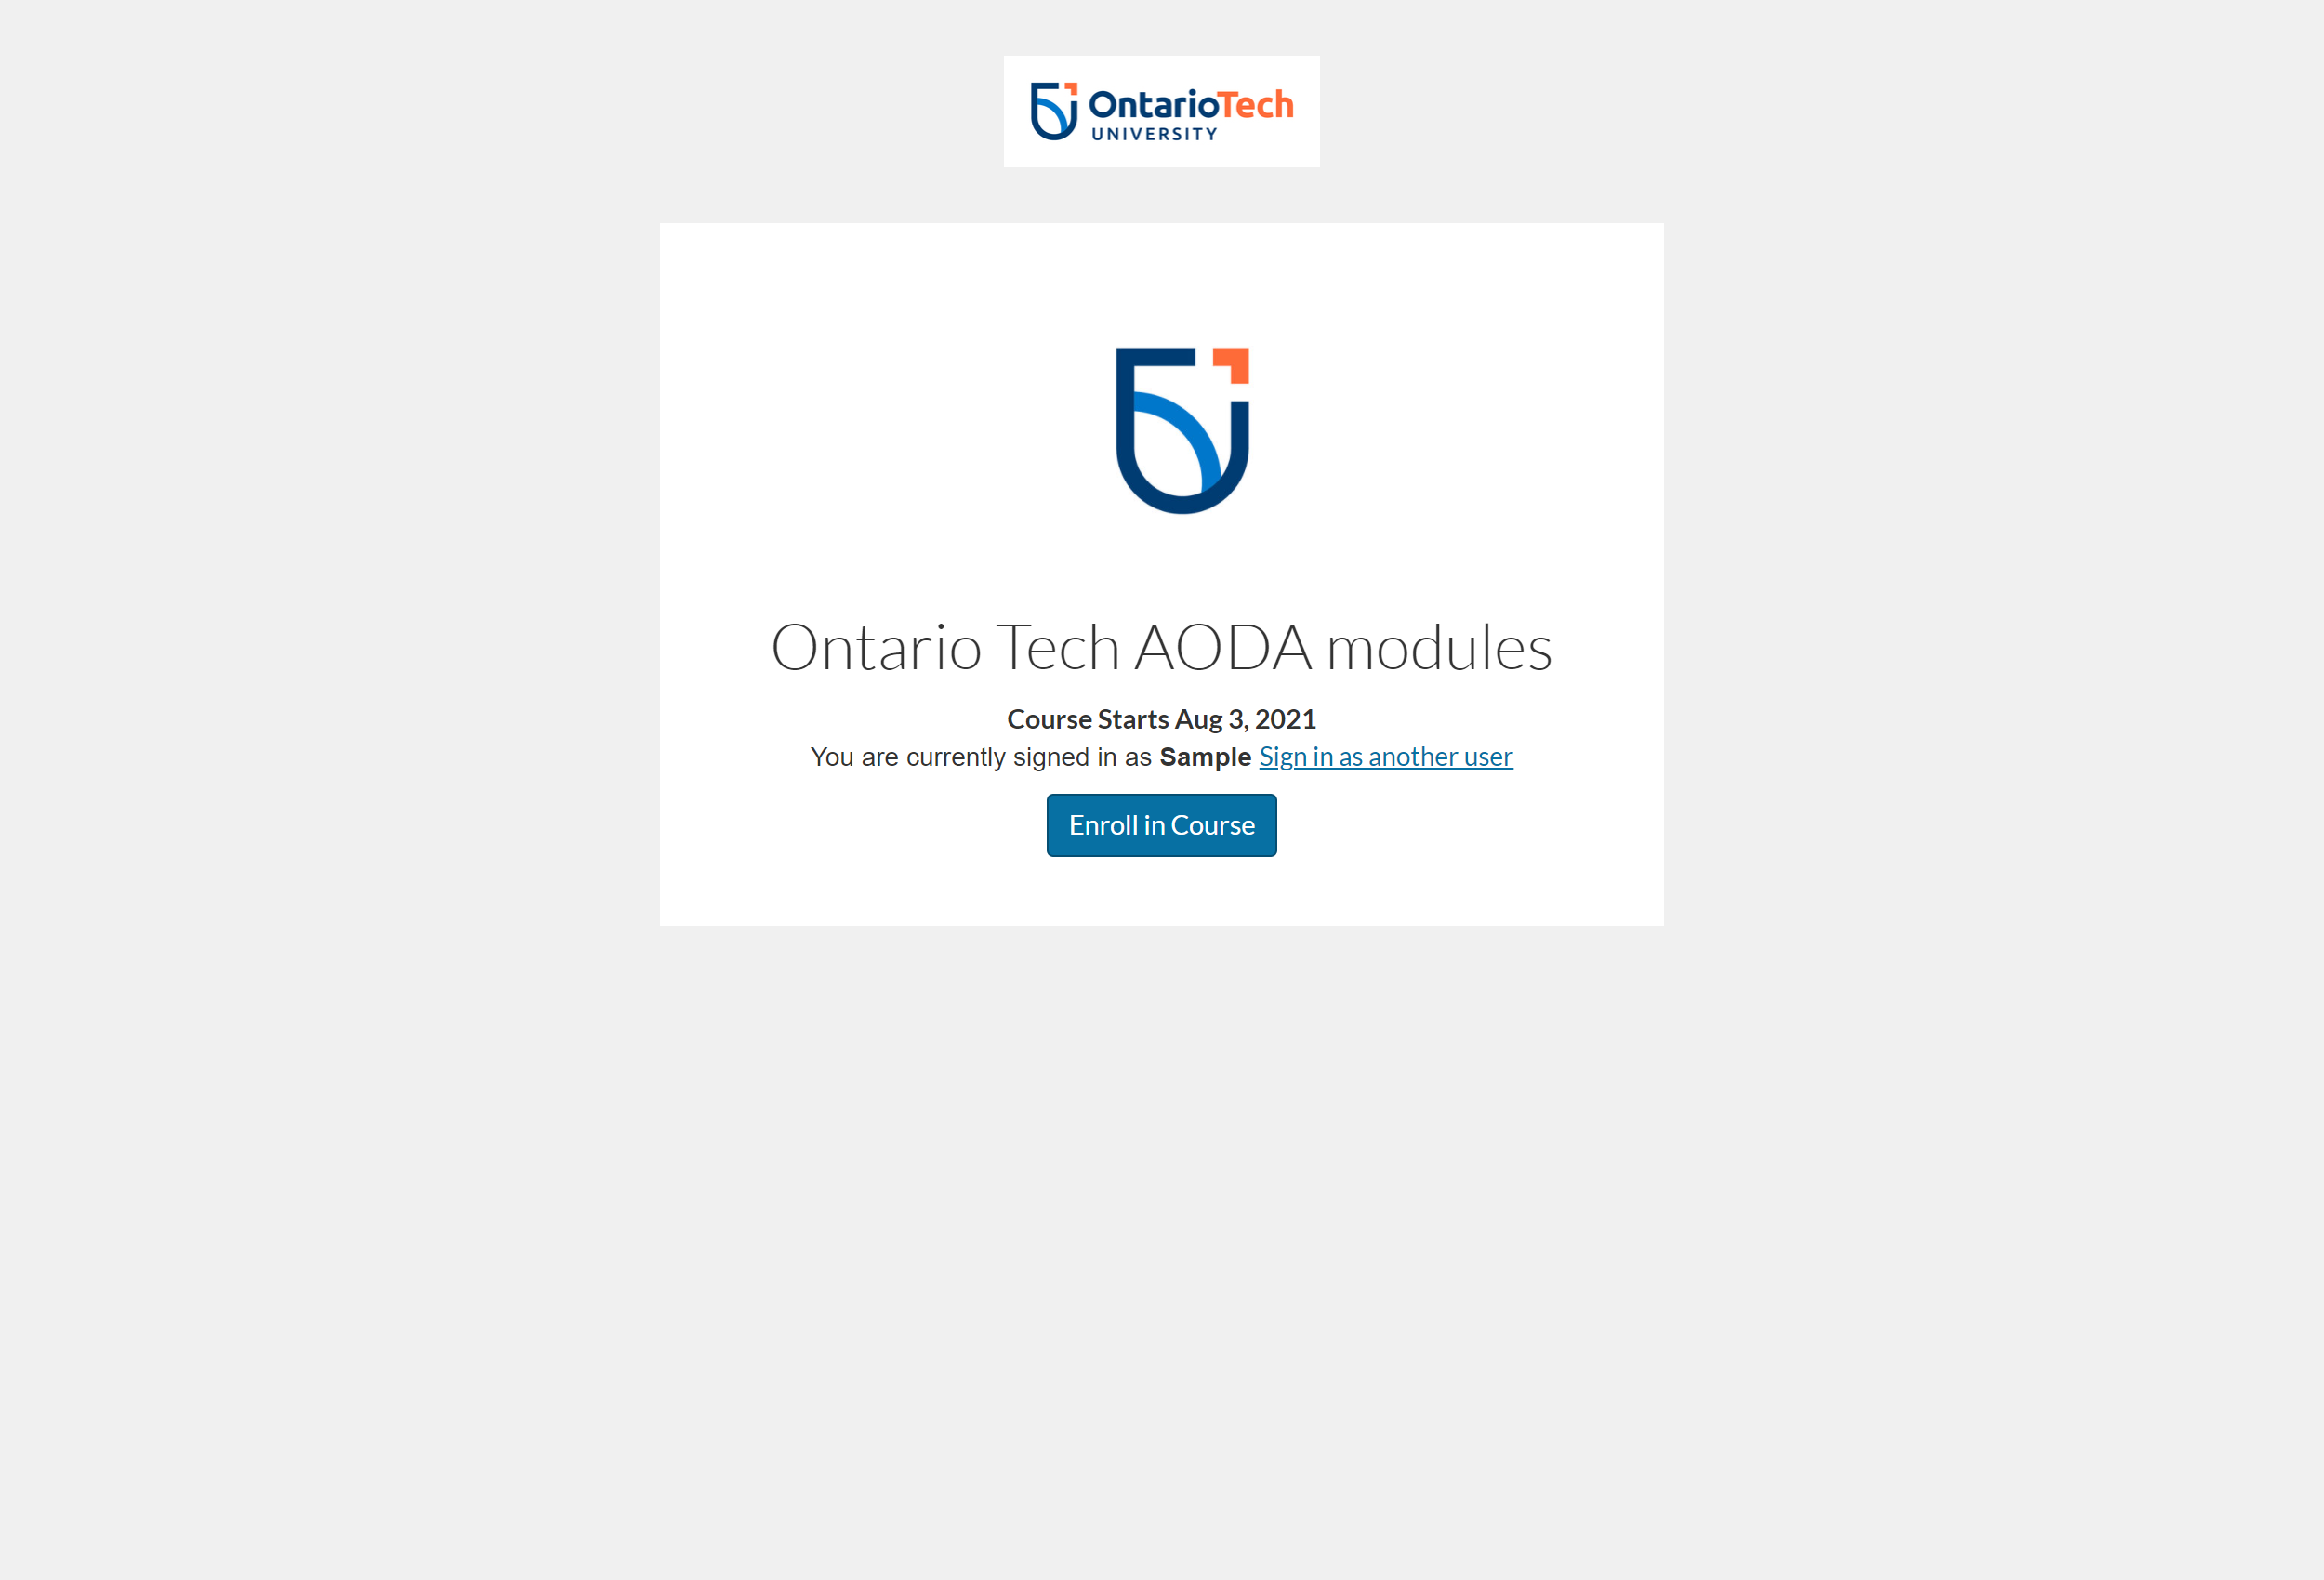 OntarioTech
UNIVERSITY
Ontario Tech AODA modules
Course Starts Aug 3, 2021
You are currently signed in as Sample Sign in as another user
Enroll in Course